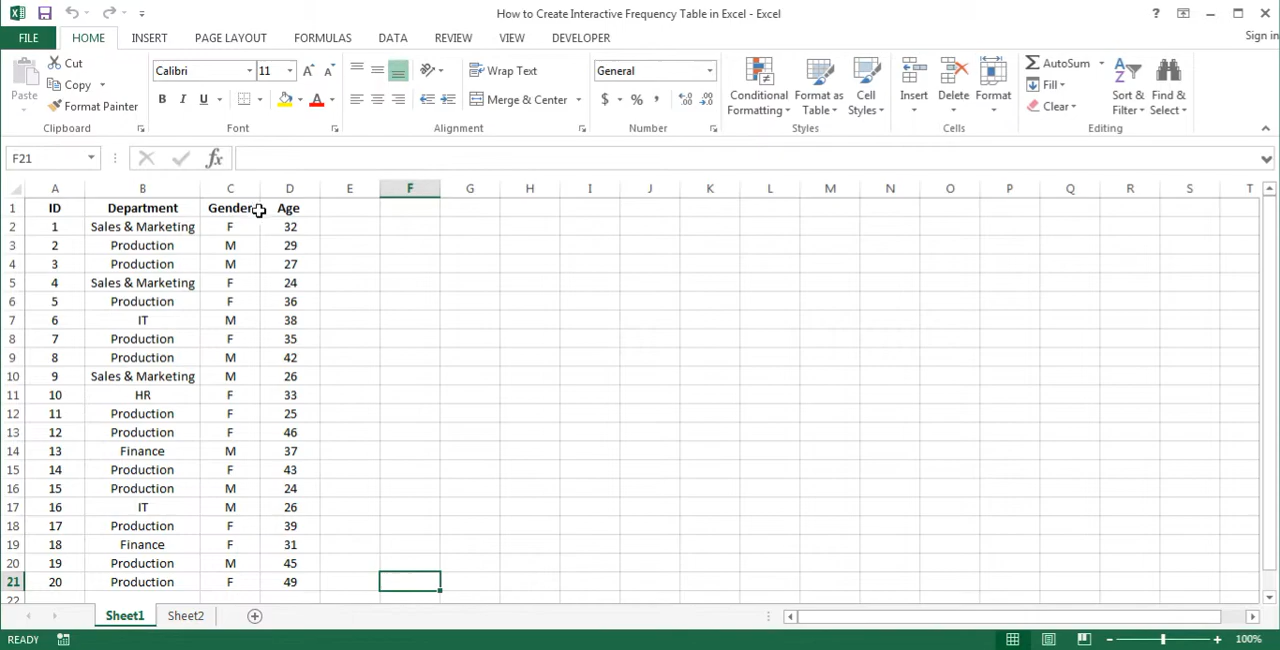 How to Create Interactive Frequency Table in Excel - Excel
?
FILE HOME INSERT PAGE LAYOUT FORMULAS DATA REVIEW VIEW DEVELOPER Sign in
Paste
Cut
Copy
Format Painter
Clipboard
Calibri 11
B I U
Font
Wrap Text
Merge & Center
Alignment
General
$ % ,
Number
Conditional Formatting
Format as Table
Cell Styles
Styles
Insert Delete Format
Cells
AutoSum
Fill
Clear
Sort & Filter
Find & Select
Editing
F21 fx
A B C D E F G H I J K L M N O P Q R S T
1 ID Department Gender Age
2 1 Sales & Marketing F 32
3 2 Production M 29
4 3 Production M 27
5 4 Sales & Marketing F 24
6 5 Production F 36
7 6 IT M 38
8 7 Production F 35
9 8 Production M 42
10 9 Sales & Marketing M 26
11 10 HR F 33
12 11 Production F 25
13 12 Production F 46
14 13 Finance M 37
15 14 Production F 43
16 15 Production M 24
17 16 IT M 26
18 17 Production F 39
19 18 Finance F 31
20 19 Production M 45
21 20 Production F 49
22
Sheet1 Sheet2
READY 100%